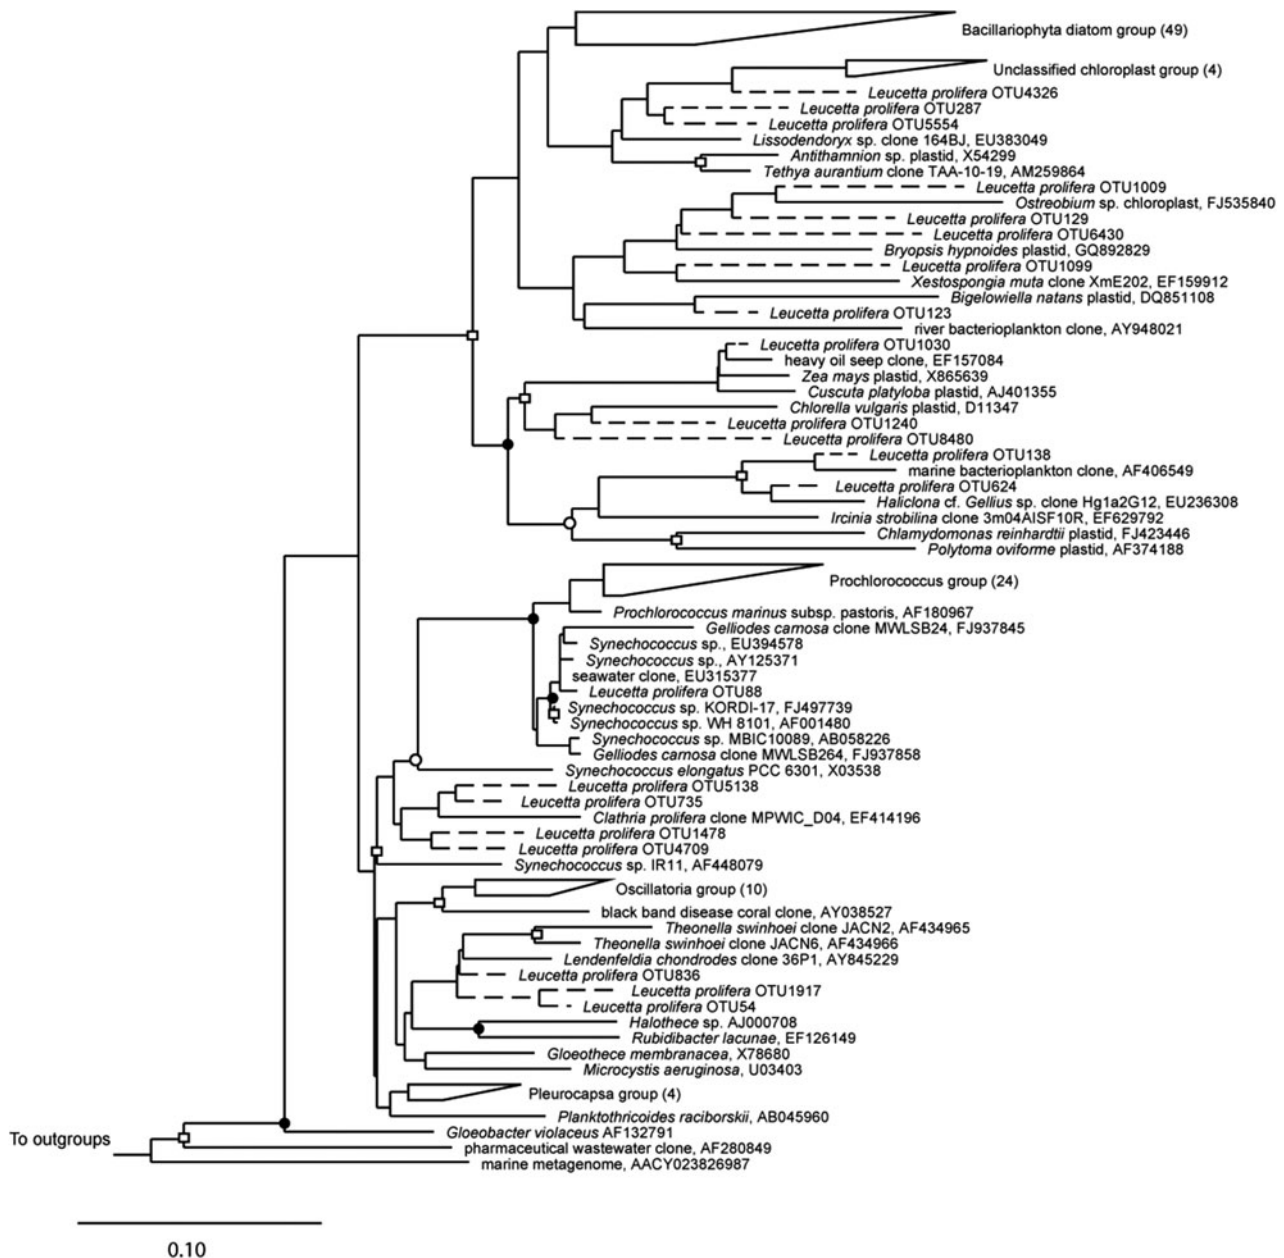 Bacillariophyta diatom group (49)
Unclassified chloroplast group (4)
Leucetta prolifera OTU4326
Leucetta prolifera OTU287
Leucetta prolifera OTU5554
Lissodendoryx sp. clone 164BJ, EU383049
Antithamnion sp. plastid, X54299
Tethya aurantium clone TAA-10-19, AM259864
Leucetta prolifera OTU1009
Ostreobium sp. chloroplast, FJ535840
Leucetta prolifera OTU129
Leucetta prolifera OTU6430
Bryopsis hypnoides plastid, GQ892829
Leucetta prolifera OTU1099
Xestospongia muta clone XmE202, EF159912
Bigelowiella natans plastid, DQ851108
Leucetta prolifera OTU123
river bacterioplankton clone, AY948021
Leucetta prolifera OTU1030
heavy oil seep clone, EF157084
Zea mays plastid, X865639
Cuscuta platyloba plastid, AJ401355
Chlorella vulgaris plastid, D11347
Leucetta prolifera OTU1240
Leucetta prolifera OTU8480
Leucetta prolifera OTU138
marine bacterioplankton clone, AF406549
Leucetta prolifera OTU624
Haliclona cf. Gellius sp. clone Hg1a2G12, EU236308
Ircinia strobilina clone 3m04AISF10R, EF629792
Chlamydomonas reinhardtii plastid, FJ423446
Polytoma oviforme plastid, AF374188
Prochlorococcus group (24)
Prochlorococcus marinus subsp. pastoris, AF180967
Gelliodes carnosa clone MWLSB24, FJ937845
Synechococcus sp., EU394578
Synechococcus sp., AY125371
seawater clone, EU315377
Leucetta prolifera OTU88
Synechococcus sp. KORDI-17, FJ497739
Synechococcus sp. WH 8101, AF001480
Synechococcus sp. MBIC10089, AB058226
Gelliodes carnosa clone MWLSB264, FJ937858
Synechococcus elongatus PCC 6301, X03538
Leucetta prolifera OTU5138
Leucetta prolifera OTU735
Clathria prolifera clone MPWIC_D04, EF414196
Leucetta prolifera OTU1478
Leucetta prolifera OTU4709
Synechococcus sp. IR11, AF448079
Oscillatoria group (10)
black band disease coral clone, AY038527
Theonella swinhoei clone JACN2, AF434965
Theonella swinhoei clone JACN6, AF434966
Lendenfeldia chondrodes clone 36P1, AY845229
Leucetta prolifera OTU836
Leucetta prolifera OTU1917
Leucetta prolifera OTU54
Halothece sp. AJ000708
Rubidibacter lacunae, EF126149
Gloeothece membranacea, X78680
Microcystis aeruginosa, U03403
Pleurocapsa group (4)
Planktothricoides raciborskii, AB045960
Gloeobacter violaceus AF132791
To outgroups
pharmaceutical wastewater clone, AF280849
marine metagenome, AACY023826987
0.10